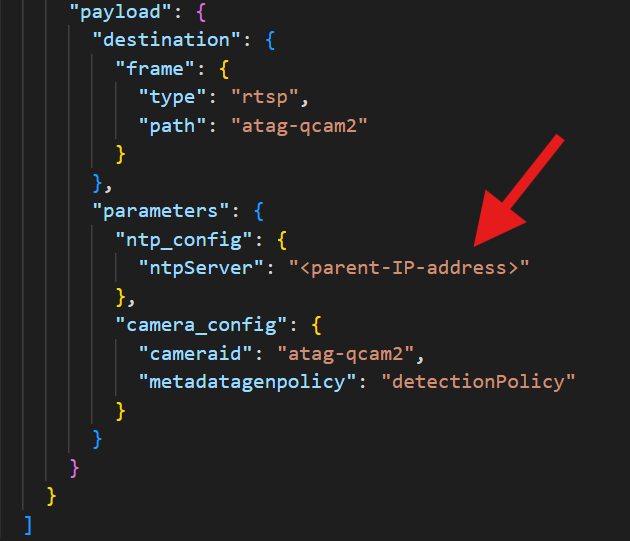 "payload": {
"destination": {
"frame": {
"type": "rtsp",
"path": "atag-qcam2"
}
},
"parameters": {
"ntp_config": {
"ntpServer": "<parent-IP-address>"
},
"camera_config": {
"cameraid": "atag-qcam2",
"metadatagenpolicy": "detectionPolicy"
}
}
}
}
]